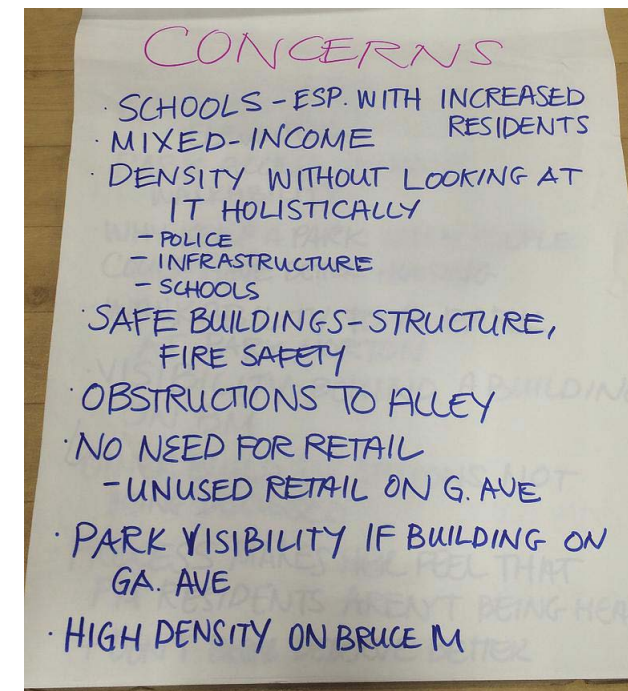 CONCERNS
· SCHOOLS - ESP. WITH INCREASED
RESIDENTS
· MIXED-INCOME
· DENSITY WITHOUT LOOKING AT
IT HOLISTICALLY
- POLICE
- INFRASTRUCTURE
- SCHOOLS
· SAFE BUILDINGS - STRUCTURE,
FIRE SAFETY
· OBSTRUCTIONS TO ALLEY
· NO NEED FOR RETAIL
- UNUSED RETAIL ON G. AVE
· PARK VISIBILITY IF BUILDING ON
GA. AVE
· HIGH DENSITY ON BRUCE M